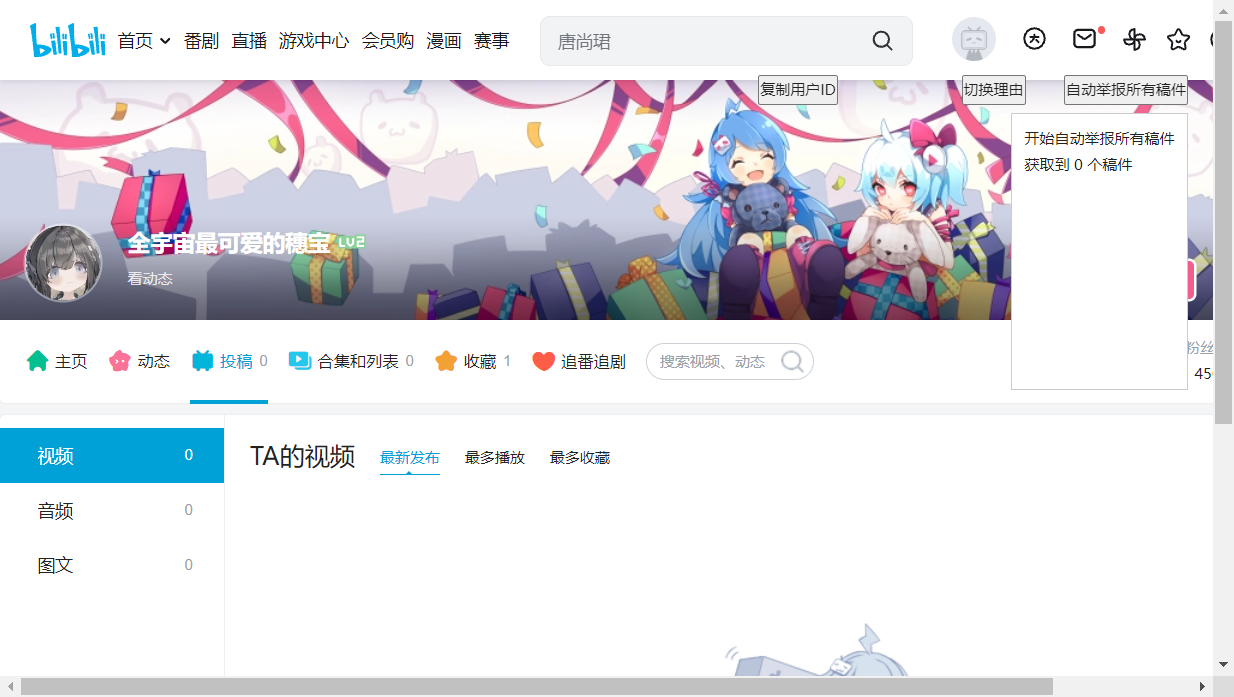 bilibili 首页 番剧 直播 游戏中心 会员购 漫画 赛事 唐尚珺
复制用户ID 切换理由 自动举报所有稿件
开始自动举报所有稿件
获取到 0 个稿件
全宇宙最可爱的穗宝 LV2
看动态
主页 动态 投稿 0 合集和列表 0 收藏 1 追番追剧 搜索视频、动态 粉丝
45
视频 0
TA的视频 最新发布 最多播放 最多收藏
音频 0
图文 0